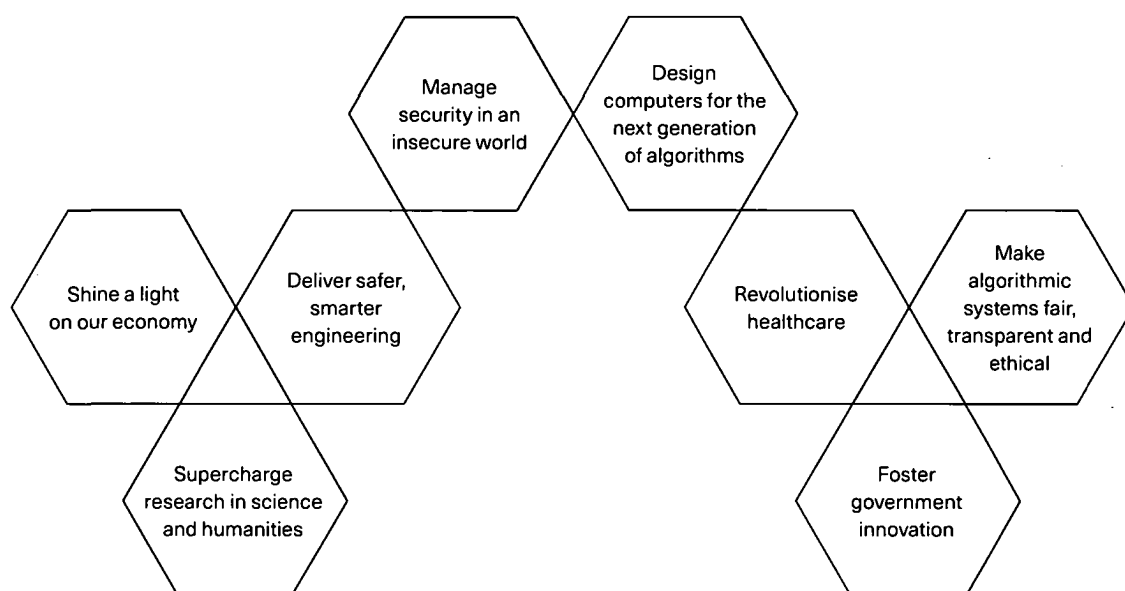 Manage
security in an
insecure world
Design
computers for the
next generation
of algorithms
Shine a light
on our economy
Deliver safer,
smarter
engineering
Revolutionise
healthcare
Make
algorithmic
systems fair,
transparent and
ethical
Supercharge
research in science
and humanities
Foster
government
innovation